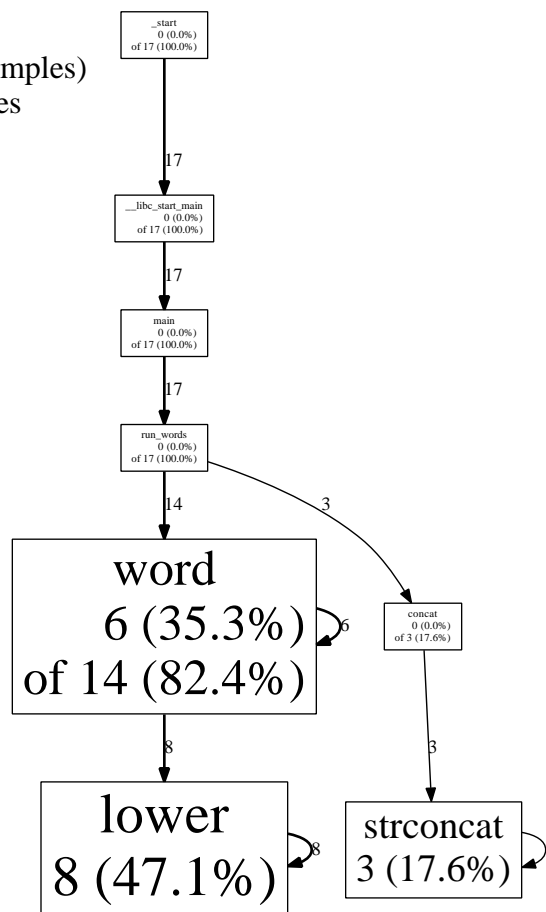 _start
0 (0.0%)
of 17 (100.0%)
17
__libc_start_main
0 (0.0%)
of 17 (100.0%)
17
main
0 (0.0%)
of 17 (100.0%)
17
run_words
0 (0.0%)
of 17 (100.0%)
14
3
word
6 (35.3%)
of 14 (82.4%)
6
concat
0 (0.0%)
of 3 (17.6%)
8
3
lower
8 (47.1%)
8
strconcat
3 (17.6%)